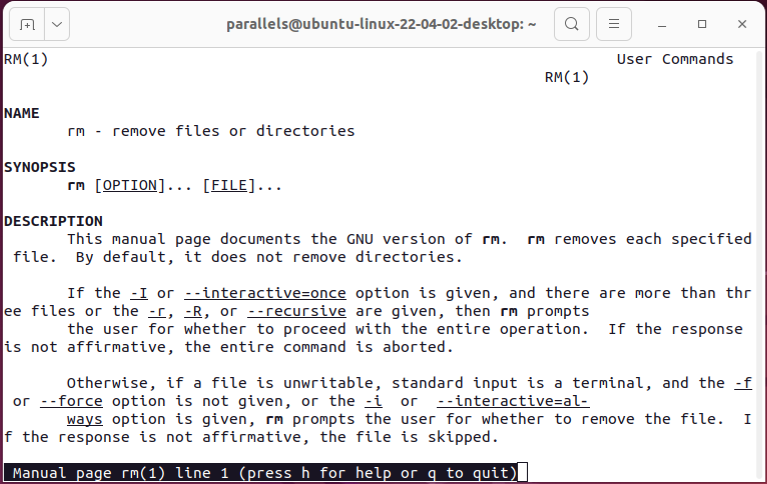 parallels@ubuntu-linux-22-04-02-desktop: ~
RM(1) User Commands
RM(1)
NAME
rm - remove files or directories
SYNOPSIS
rm [OPTION]... [FILE]...
DESCRIPTION
This manual page documents the GNU version of rm. rm removes each specified
file. By default, it does not remove directories.
If the -I or --interactive=once option is given, and there are more than thr
ee files or the -r, -R, or --recursive are given, then rm prompts
the user for whether to proceed with the entire operation. If the response
is not affirmative, the entire command is aborted.
Otherwise, if a file is unwritable, standard input is a terminal, and the -f
or --force option is not given, or the -i or --interactive=al-
ways option is given, rm prompts the user for whether to remove the file. I
f the response is not affirmative, the file is skipped.
Manual page rm(1) line 1 (press h for help or q to quit)